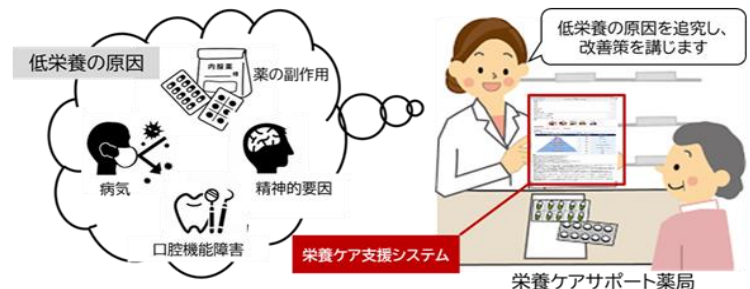 低栄養の原因
内服薬
薬の副作用
病気
精神的要因
口腔機能障害
低栄養の原因を追究し、
改善策を講じます
栄養ケア支援システム
栄養ケアサポート薬局